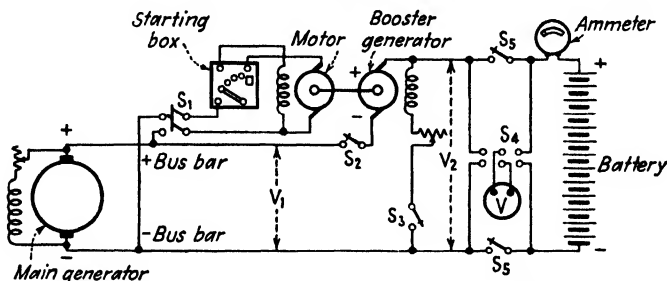 Starting
box
Motor
Booster
generator
S5
Ammeter
S1
+
-
+
+
+ Bus bar
S2
V1
V2
S3
S4
V
Battery
- Bus bar
S5
-
-
Main generator